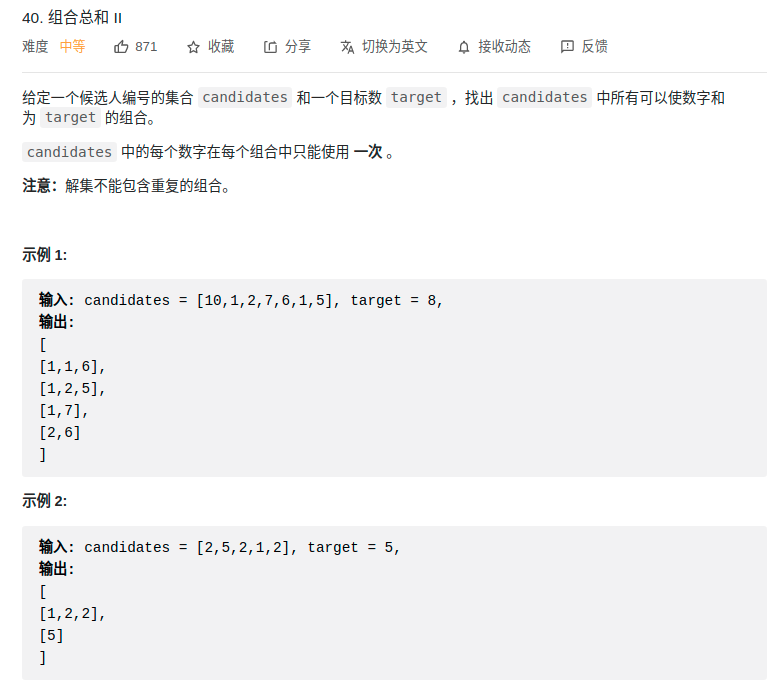 40. 组合总和 II
难度 中等 871 收藏 分享 切换为英文 接收动态 反馈
给定一个候选人编号的集合 candidates 和一个目标数 target ，找出 candidates 中所有可以使数字和
为 target 的组合。
candidates 中的每个数字在每个组合中只能使用 一次 。
注意：解集不能包含重复的组合。
示例 1:
输入: candidates = [10,1,2,7,6,1,5], target = 8,
输出:
[
[1,1,6],
[1,2,5],
[1,7],
[2,6]
]
示例 2:
输入: candidates = [2,5,2,1,2], target = 5,
输出:
[
[1,2,2],
[5]
]